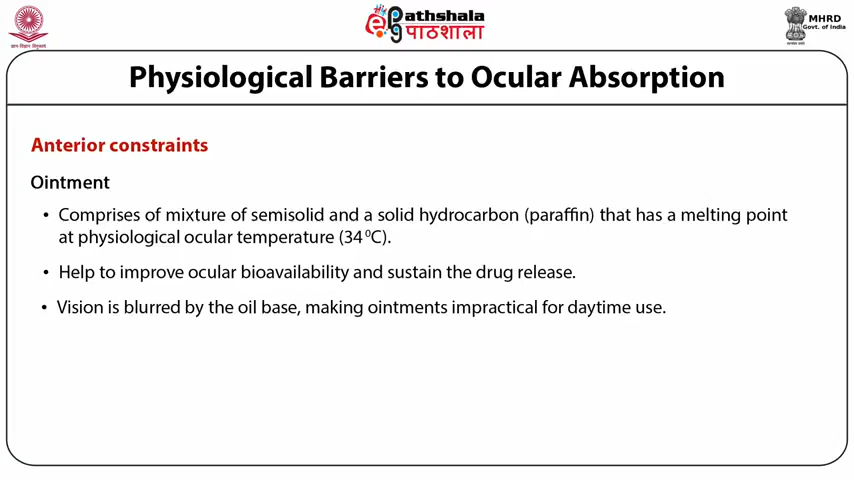 ePathshala
पाठशाला
MHRD
Govt. of India
Physiological Barriers to Ocular Absorption
Anterior constraints
Ointment
• Comprises of mixture of semisolid and a solid hydrocarbon (paraffin) that has a melting point
at physiological ocular temperature (34 ⁰C).
• Help to improve ocular bioavailability and sustain the drug release.
• Vision is blurred by the oil base, making ointments impractical for daytime use.